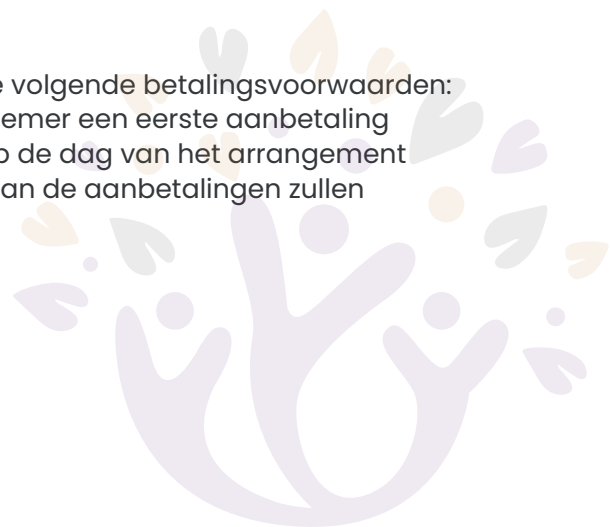 e volgende betalingsvoorwaarden:
emer een eerste aanbetaling
p de dag van het arrangement
an de aanbetalingen zullen